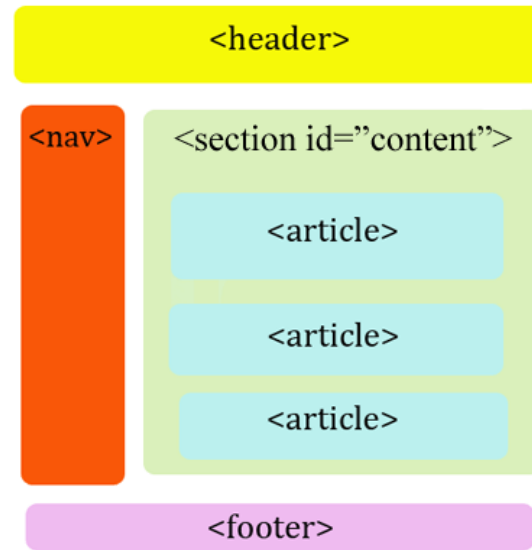 <header>
<nav>
<section id=”content”>
<article>
<article>
<article>
<footer>